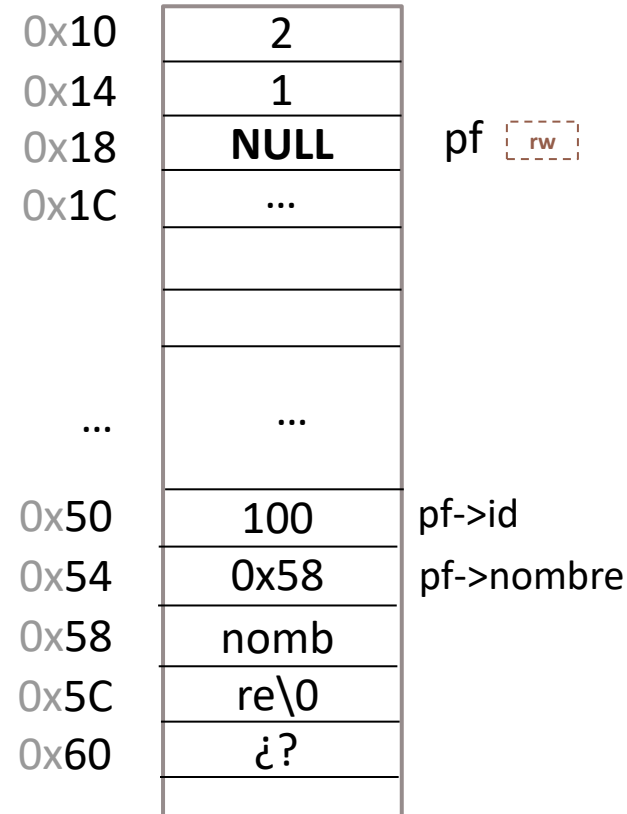 0x10 2
0x14 1
0x18 NULL pf rw
0x1C ...
... ...
0x50 100 pf->id
0x54 0x58 pf->nombre
0x58 nomb
0x5C re\0
0x60 ¿?